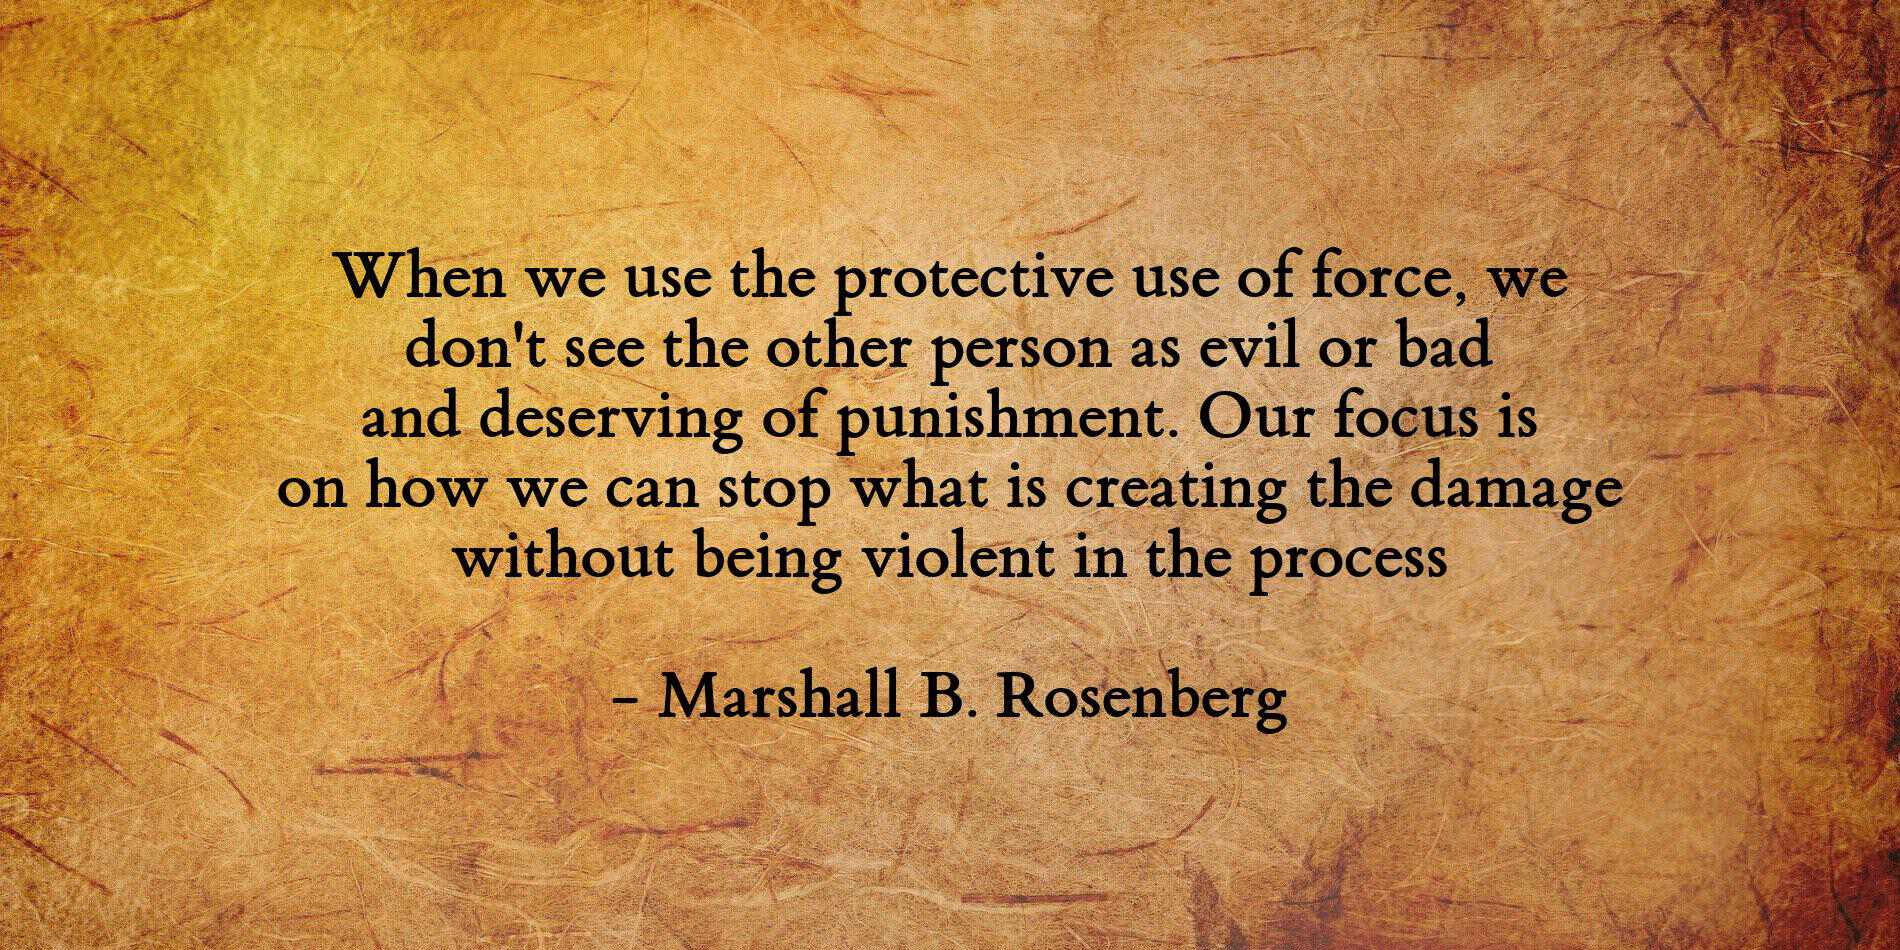 When we use the protective use of force, we
don't see the other person as evil or bad
and deserving of punishment. Our focus is
on how we can stop what is creating the damage
without being violent in the process
– Marshall B. Rosenberg